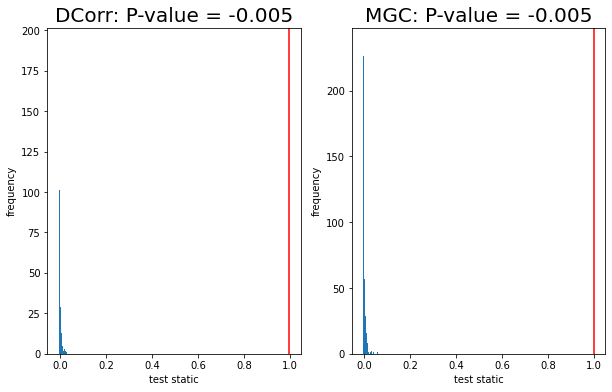 DCorr: P-value = -0.005
MGC: P-value = -0.005
200
175
150
125
100
75
50
25
0
frequency
0.0 0.2 0.4 0.6 0.8 1.0
test static
200
150
100
50
0
frequency
0.0 0.2 0.4 0.6 0.8 1.0
test static